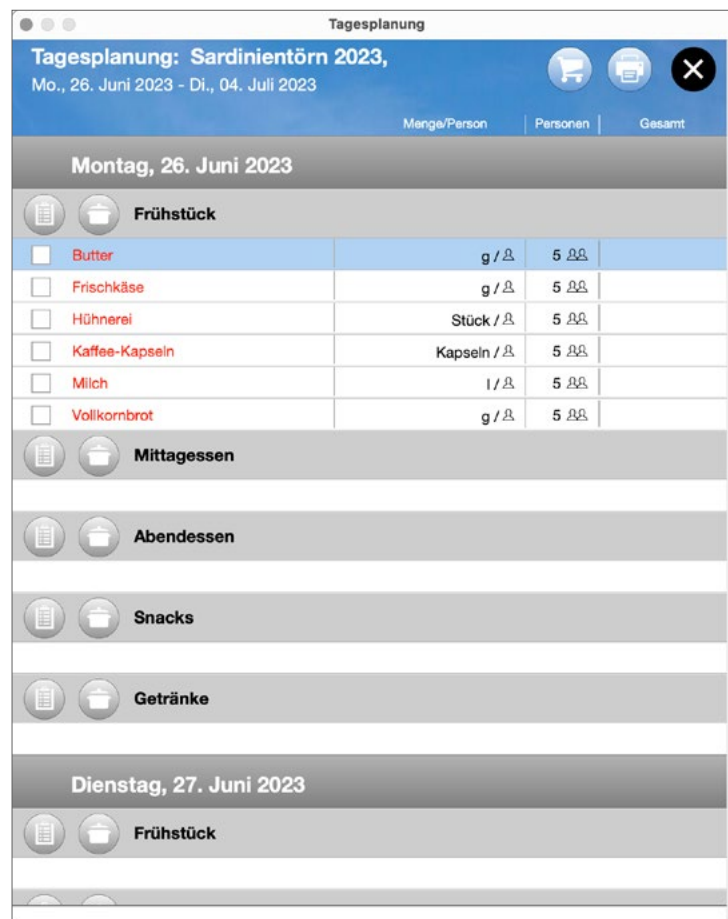 Tagesplanung
Tagesplanung: Sardinientörn 2023,
Mo., 26. Juni 2023 - Di., 04. Juli 2023
Menge/Person Personen Gesamt
Montag, 26. Juni 2023
Frühstück
Butter g / 5
Frischkäse g / 5
Hühnerei Stück / 5
Kaffee-Kapseln Kapseln / 5
Milch l / 5
Vollkornbrot g / 5
Mittagessen
Abendessen
Snacks
Getränke
Dienstag, 27. Juni 2023
Frühstück